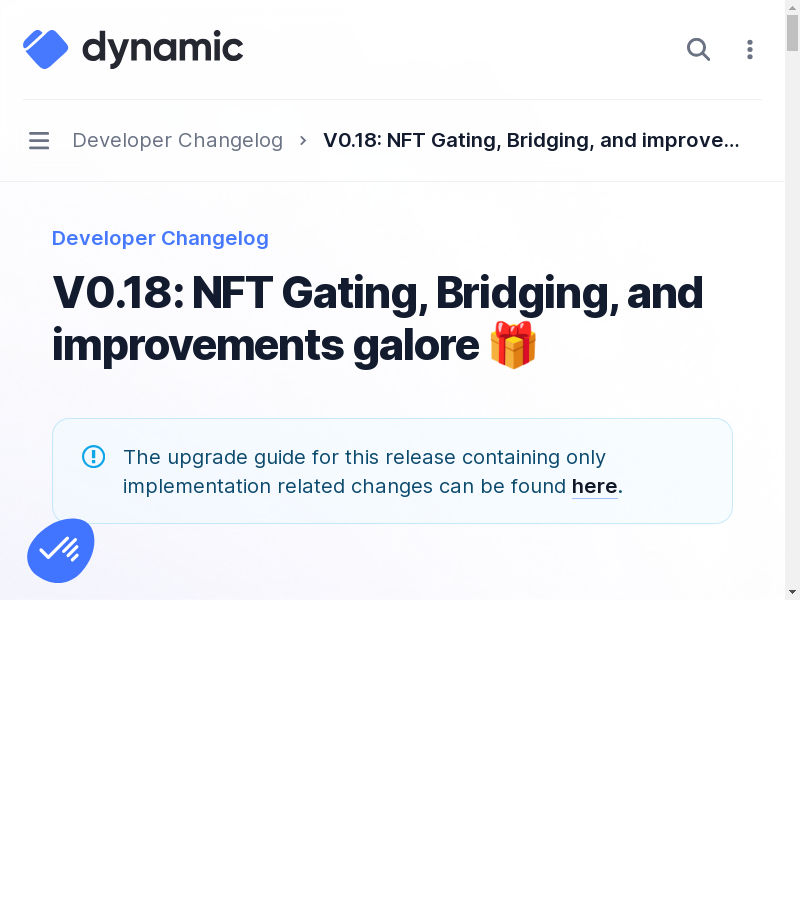 dynamic
Developer Changelog › V0.18: NFT Gating, Bridging, and improve...
Developer Changelog
V0.18: NFT Gating, Bridging, and
improvements galore 🎁
The upgrade guide for this release containing only
implementation related changes can be found here.